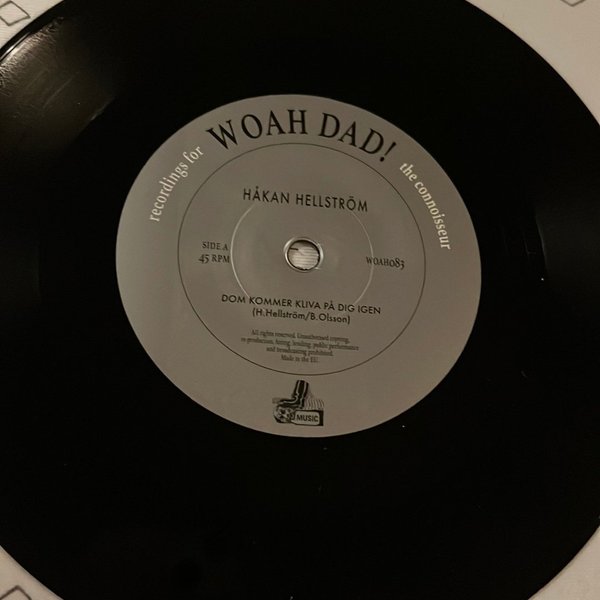 recordings for WOAH DAD! the connoisseur
HÅKAN HELLSTRÖM
SIDE A
45 RPM
WOAH083
DOM KOMMER KLIVA PÅ DIG IGEN
(H.Hellström/B.Olsson)
All rights reserved. Unauthorised copying,
re-production, hiring, lending, public performance
and broadcasting prohibited.
Made in the EU
MUSIC